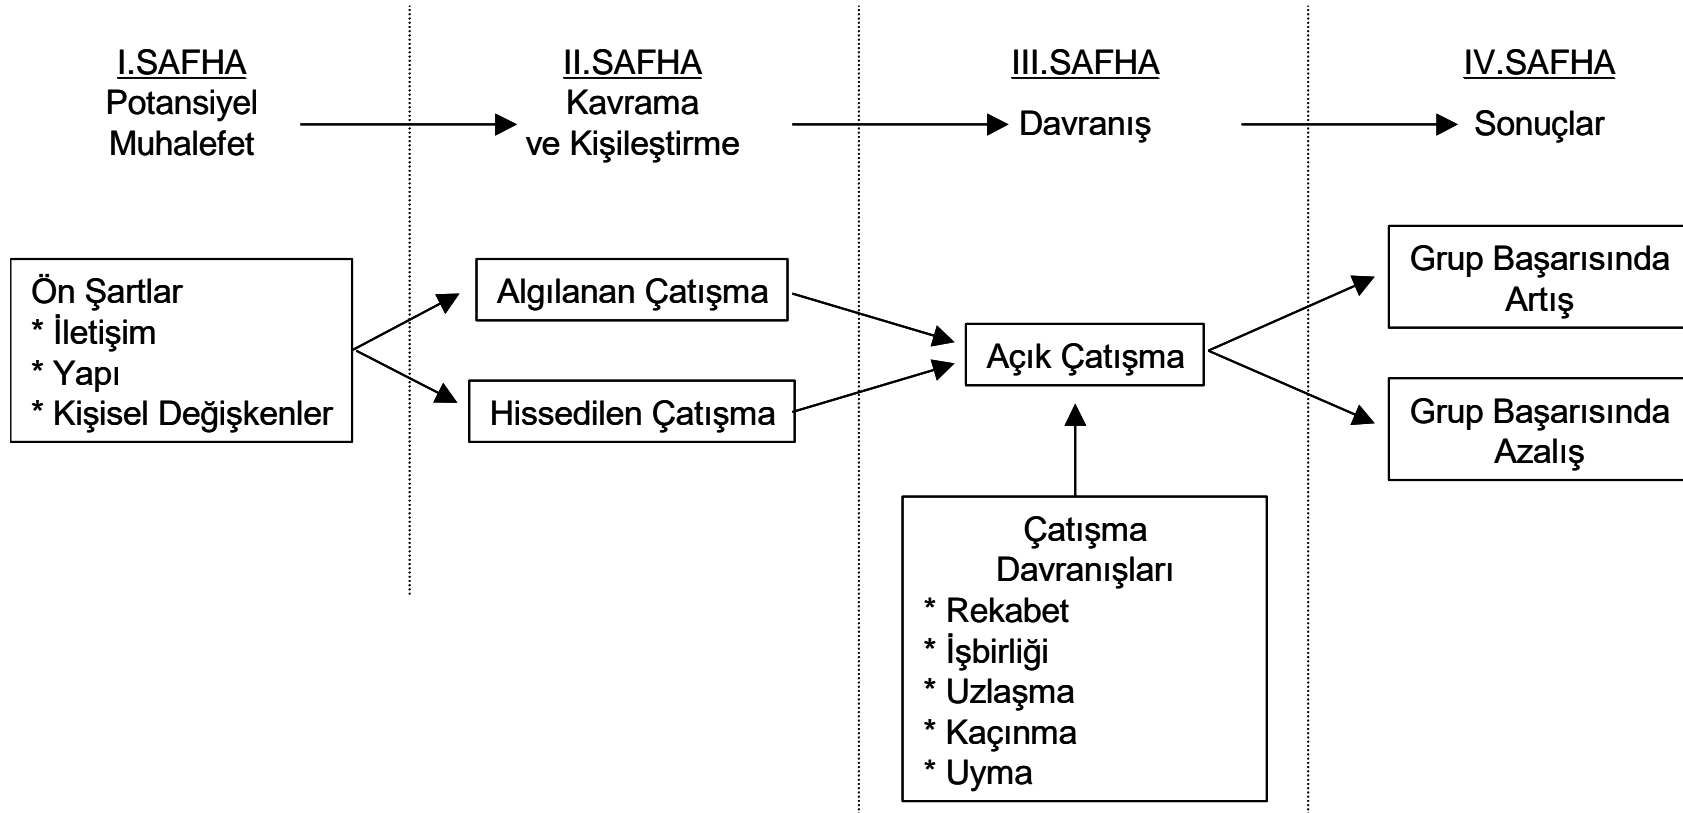 I.SAFHA
Potansiyel
Muhalefet
II.SAFHA
Kavrama
ve Kişileştirme
III.SAFHA
Davranış
IV.SAFHA
Sonuçlar
Ön Şartlar
* İletişim
* Yapı
* Kişisel Değişkenler
Algılanan Çatışma
Hissedilen Çatışma
Açık Çatışma
Çatışma
Davranışları
* Rekabet
* İşbirliği
* Uzlaşma
* Kaçınma
* Uyma
Grup Başarısında
Artış
Grup Başarısında
Azalış